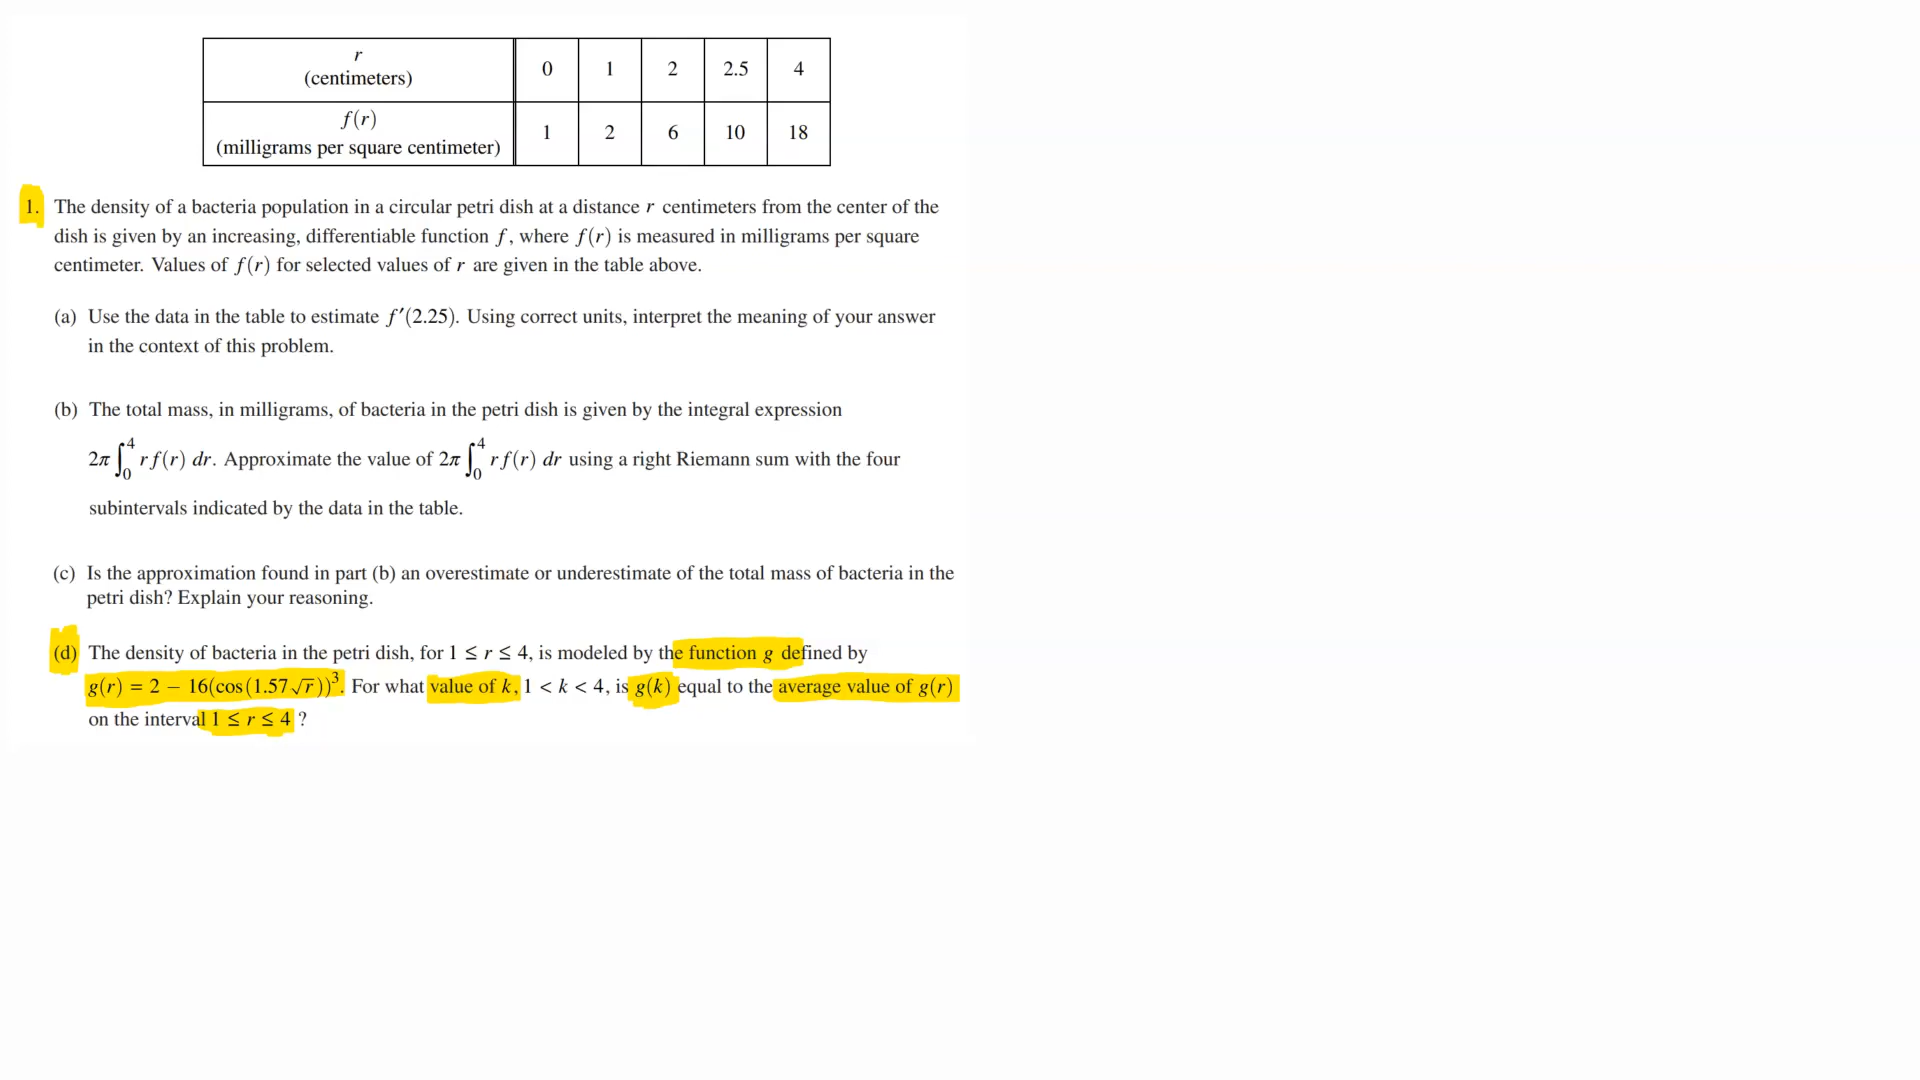 r
(centimeters) 0 1 2 2.5 4
f(r)
(milligrams per square centimeter) 1 2 6 10 18
1. The density of a bacteria population in a circular petri dish at a distance r centimeters from the center of the
dish is given by an increasing, differentiable function f, where f(r) is measured in milligrams per square
centimeter. Values of f(r) for selected values of r are given in the table above.
(a) Use the data in the table to estimate f′(2.25). Using correct units, interpret the meaning of your answer
in the context of this problem.
(b) The total mass, in milligrams, of bacteria in the petri dish is given by the integral expression
2π∫₀⁴ r f(r) dr. Approximate the value of 2π∫₀⁴ r f(r) dr using a right Riemann sum with the four
subintervals indicated by the data in the table.
(c) Is the approximation found in part (b) an overestimate or underestimate of the total mass of bacteria in the
petri dish? Explain your reasoning.
(d) The density of bacteria in the petri dish, for 1 ≤ r ≤ 4, is modeled by the function g defined by
g(r) = 2 − 16(cos(1.57√r))³. For what value of k, 1 < k < 4, is g(k) equal to the average value of g(r)
on the interval 1 ≤ r ≤ 4 ?